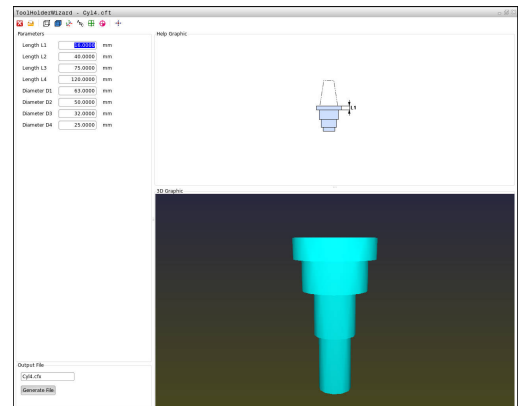 ToolHolderWizard - Cyl4.cft
Parameters
Length L1 mm
Length L2 40.0000 mm
Length L3 75.0000 mm
Length L4 120.0000 mm
Diameter D1 63.0000 mm
Diameter D2 50.0000 mm
Diameter D3 32.0000 mm
Diameter D4 25.0000 mm
Help Graphic
L1
3D Graphic
Output File
Cyl4.cfx
Generate File